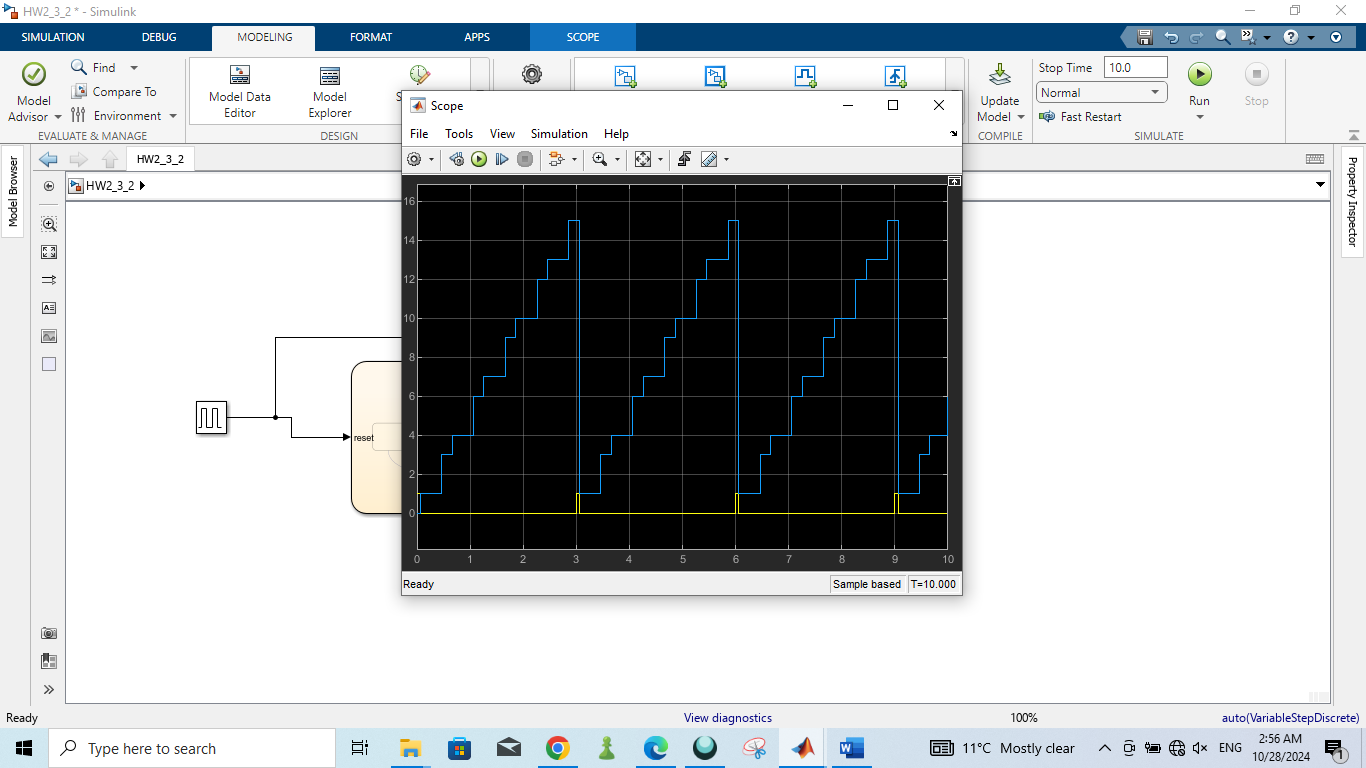 HW2_3_2 * - Simulink
SIMULATION DEBUG MODELING FORMAT APPS SCOPE
Model Advisor
Find
Compare To
Environment
EVALUATE & MANAGE
Model Data Editor
Model Explorer
DESIGN
Update Model
COMPILE
Stop Time 10.0
Normal
Fast Restart
Run
Stop
SIMULATE
Model Browser
HW2_3_2
HW2_3_2
Property Inspector
reset
Scope
File Tools View Simulation Help
16
14
12
10
8
6
4
2
0
0 1 2 3 4 5 6 7 8 9 10
Ready Sample based T=10.000
Ready View diagnostics 100% auto(VariableStepDiscrete)
Type here to search
11°C Mostly clear
ENG
2:56 AM
10/28/2024
1